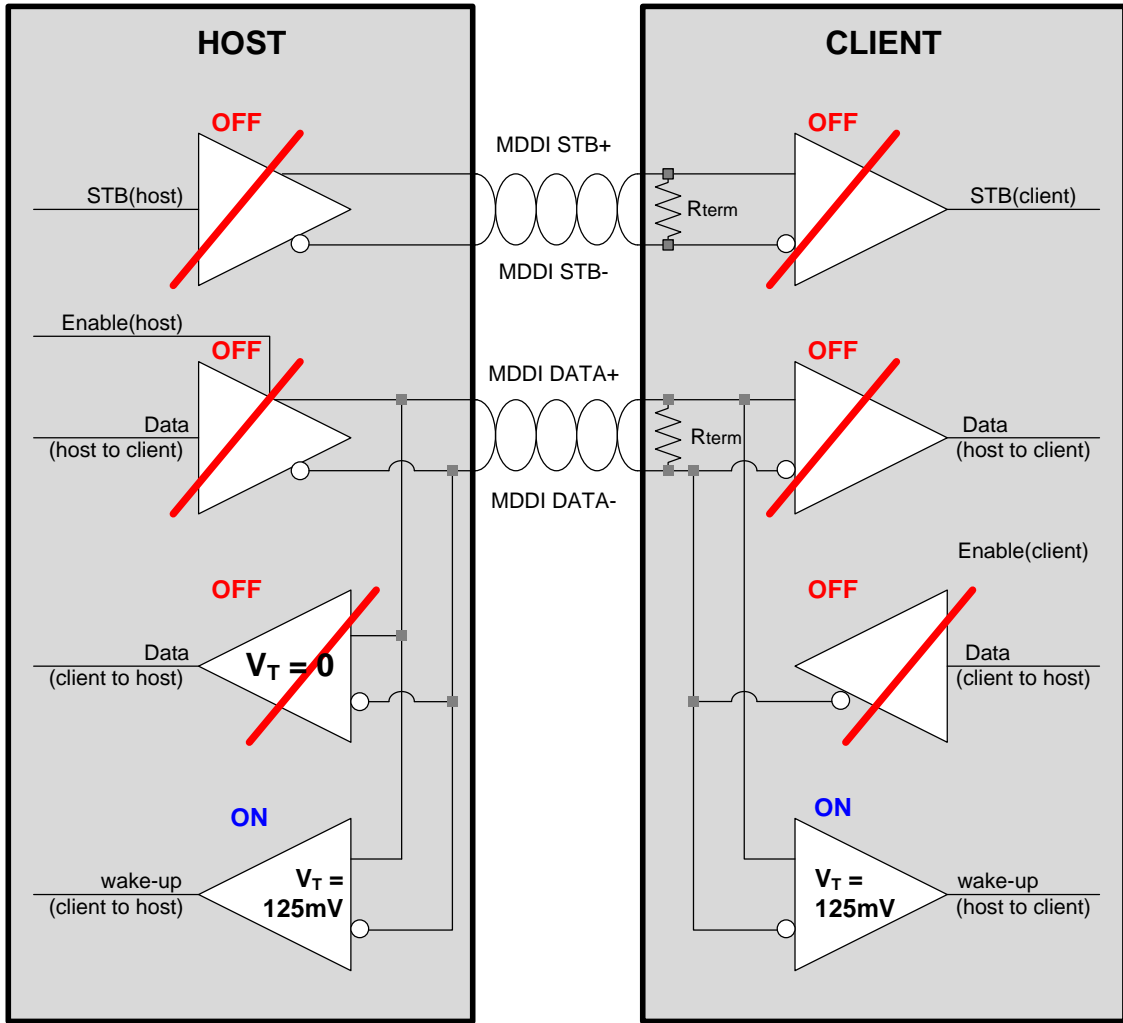 HOST
CLIENT
OFF
OFF
MDDI STB+
STB(host)
Rterm
STB(client)
MDDI STB-
Enable(host)
OFF
OFF
MDDI DATA+
Data
(host to client)
Rterm
Data
(host to client)
MDDI DATA-
Enable(client)
OFF
OFF
Data
(client to host)
VT = 0
Data
(client to host)
ON
ON
wake-up
(client to host)
VT =
125mV
VT =
125mV
wake-up
(host to client)